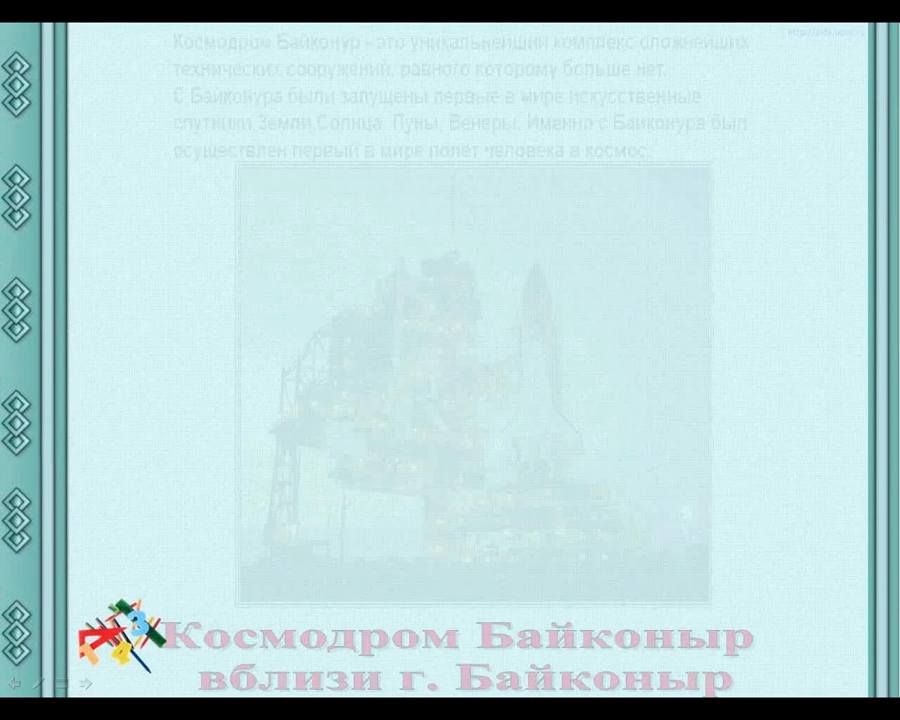 Космодром Байконур - это уникальнейший комплекс сложнейших
технических сооружений, равного которому больше нет.
С Байконура были запущены первые в мире искусственные
спутники Земли,Солнца, Луны, Венеры. Именно с Байконура был
осуществлен первый в мире полёт человека в космос.
Космодром Байконыр
вблизи г. Байконыр